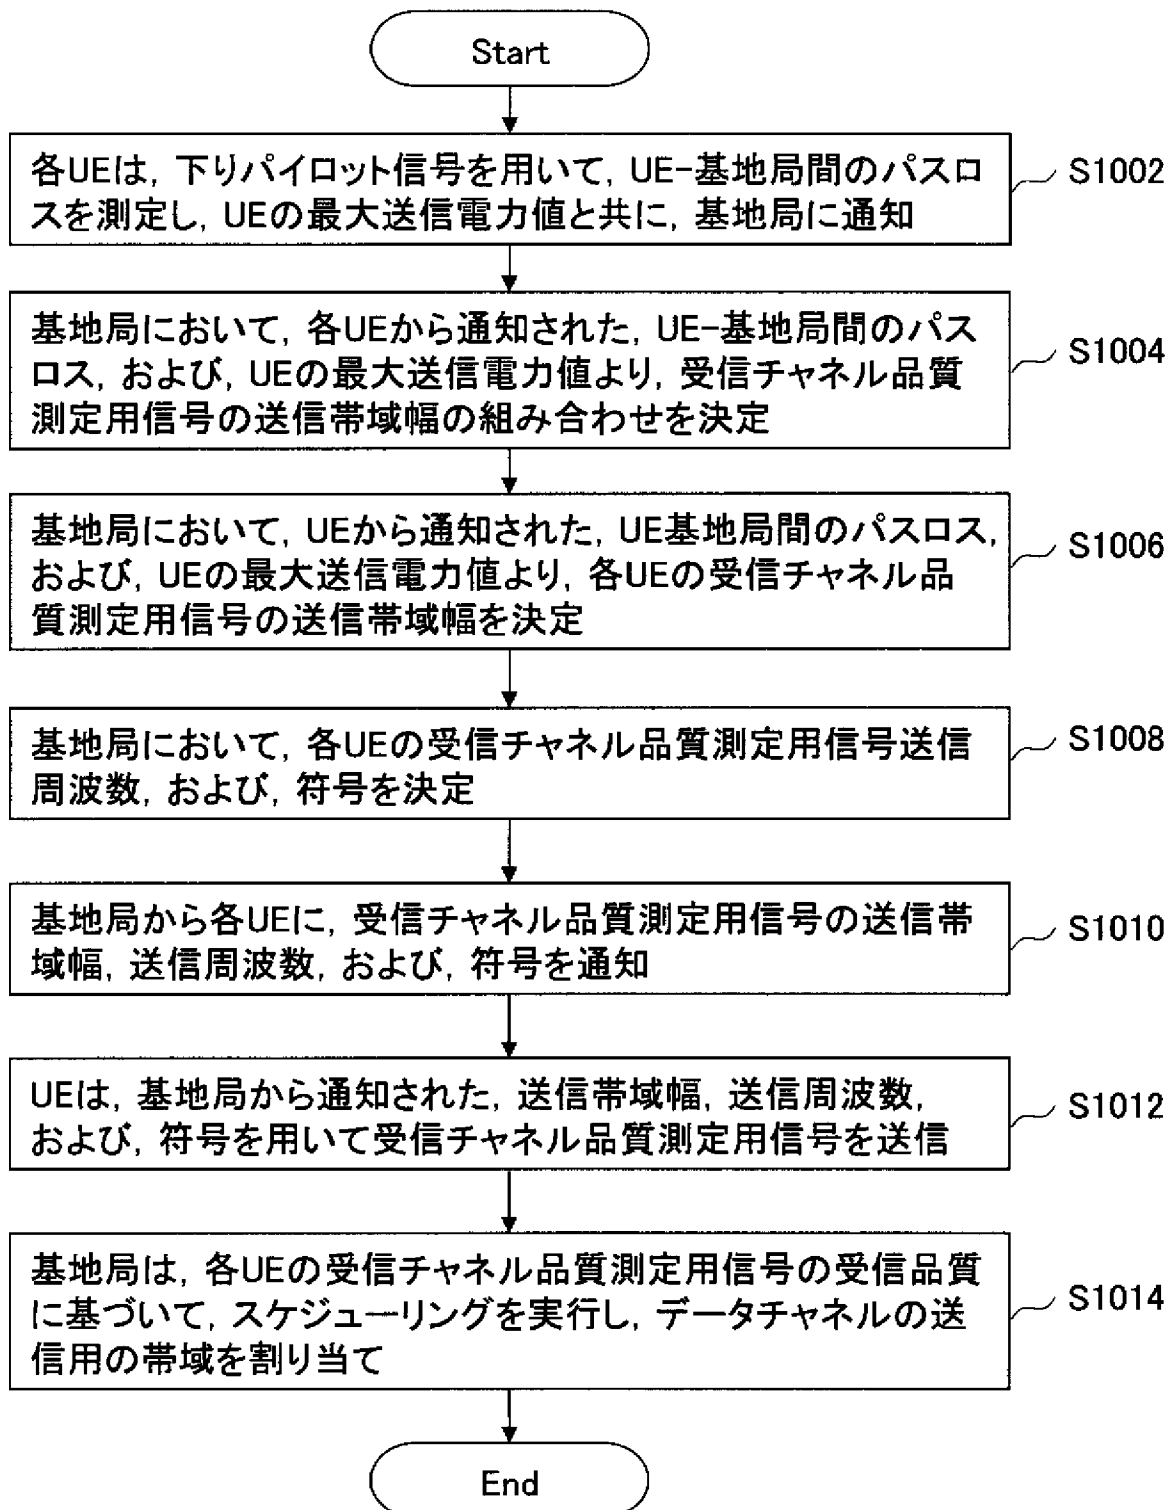 Start
各UEは, 下りパイロット信号を用いて, UE-基地局間のパスロ
スを測定し, UEの最大送信電力値と共に, 基地局に通知
S1002
基地局において, 各UEから通知された, UE-基地局間のパス
ロス, および, UEの最大送信電力値より, 受信チャネル品質
測定用信号の送信帯域幅の組み合わせを決定
S1004
基地局において, UEから通知された, UE基地局間のパスロス,
および, UEの最大送信電力値より, 各UEの受信チャネル品
質測定用信号の送信帯域幅を決定
S1006
基地局において, 各UEの受信チャネル品質測定用信号送信
周波数, および, 符号を決定
S1008
基地局から各UEに, 受信チャネル品質測定用信号の送信帯
域幅, 送信周波数, および, 符号を通知
S1010
UEは, 基地局から通知された, 送信帯域幅, 送信周波数,
および, 符号を用いて受信チャネル品質測定用信号を送信
S1012
基地局は, 各UEの受信チャネル品質測定用信号の受信品質
に基づいて, スケジューリングを実行し, データチャネルの送
信用の帯域を割り当て
S1014
End